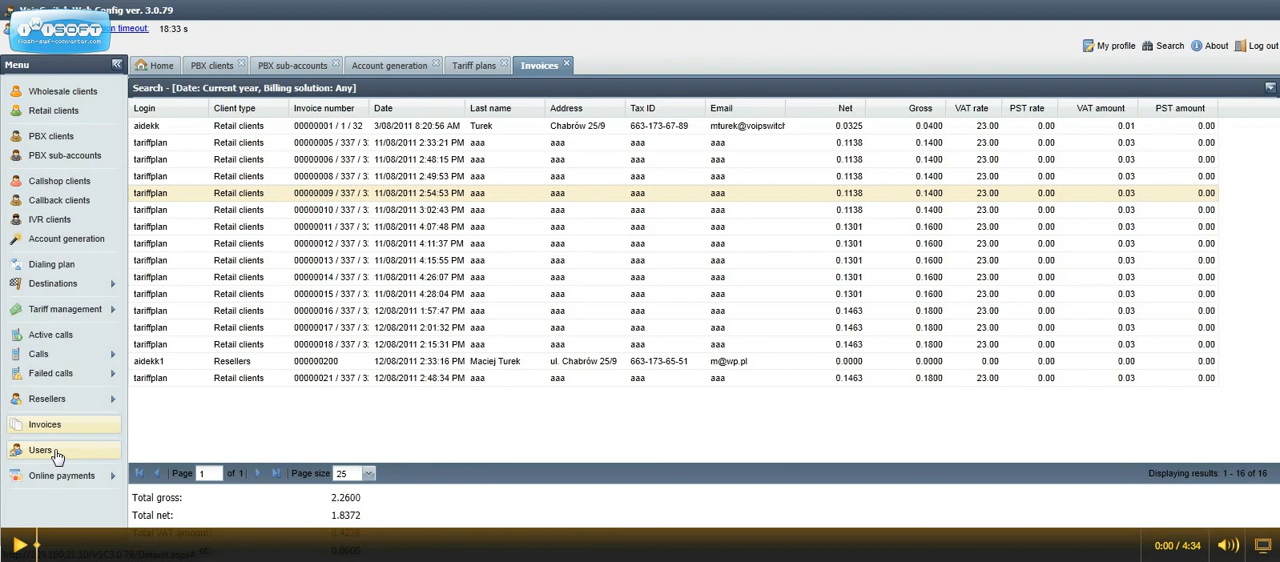 VoipSwitch Web Config ver. 3.0.79
iWiSOFT
flash-swf-converter.com
on timeout: 18:33 s
My profile Search About Log out
Menu
Home PBX clients PBX sub-accounts Account generation Tariff plans Invoices
Wholesale clients
Retail clients
PBX clients
PBX sub-accounts
Callshop clients
Callback clients
IVR clients
Account generation
Dialing plan
Destinations
Tariff management
Active calls
Calls
Failed calls
Resellers
Invoices
Users
Online payments
Search - [Date: Current year, Billing solution: Any]
Login Client type Invoice number Date Last name Address Tax ID Email Net Gross VAT rate PST rate VAT amount PST amount
aidekk Retail clients 00000001 / 1 / 32 3/08/2011 8:20:56 AM Turek Chabrów 25/9 663-173-67-89 mturek@voipswitch 0.0325 0.0400 23.00 0.00 0.01 0.00
tariffplan Retail clients 00000005 / 337 / 3: 11/08/2011 2:33:21 PM aaa aaa aaa aaa 0.1138 0.1400 23.00 0.00 0.03 0.00
tariffplan Retail clients 00000006 / 337 / 3: 11/08/2011 2:48:15 PM aaa aaa aaa aaa 0.1138 0.1400 23.00 0.00 0.03 0.00
tariffplan Retail clients 00000008 / 337 / 3: 11/08/2011 2:49:53 PM aaa aaa aaa aaa 0.1138 0.1400 23.00 0.00 0.03 0.00
tariffplan Retail clients 00000009 / 337 / 3: 11/08/2011 2:54:53 PM aaa aaa aaa aaa 0.1138 0.1400 23.00 0.00 0.03 0.00
tariffplan Retail clients 00000010 / 337 / 3: 11/08/2011 3:02:43 PM aaa aaa aaa aaa 0.1138 0.1400 23.00 0.00 0.03 0.00
tariffplan Retail clients 00000011 / 337 / 3: 11/08/2011 4:07:48 PM aaa aaa aaa aaa 0.1301 0.1600 23.00 0.00 0.03 0.00
tariffplan Retail clients 00000012 / 337 / 3: 11/08/2011 4:11:37 PM aaa aaa aaa aaa 0.1301 0.1600 23.00 0.00 0.03 0.00
tariffplan Retail clients 00000013 / 337 / 3: 11/08/2011 4:15:55 PM aaa aaa aaa aaa 0.1301 0.1600 23.00 0.00 0.03 0.00
tariffplan Retail clients 00000014 / 337 / 3: 11/08/2011 4:26:07 PM aaa aaa aaa aaa 0.1301 0.1600 23.00 0.00 0.03 0.00
tariffplan Retail clients 00000015 / 337 / 3: 11/08/2011 4:28:04 PM aaa aaa aaa aaa 0.1301 0.1600 23.00 0.00 0.03 0.00
tariffplan Retail clients 00000016 / 337 / 3: 12/08/2011 1:57:47 PM aaa aaa aaa aaa 0.1463 0.1800 23.00 0.00 0.03 0.00
tariffplan Retail clients 00000017 / 337 / 3: 12/08/2011 2:01:32 PM aaa aaa aaa aaa 0.1463 0.1800 23.00 0.00 0.03 0.00
tariffplan Retail clients 00000018 / 337 / 3: 12/08/2011 2:15:31 PM aaa aaa aaa aaa 0.1463 0.1800 23.00 0.00 0.03 0.00
aidekk1 Resellers 000000200 12/08/2011 2:33:16 PM Maciej Turek ul. Chabrów 25/9 663-173-65-51 m@wp.pl 0.0000 0.0000 0.00 0.00 0.00 0.00
tariffplan Retail clients 00000021 / 337 / 3: 12/08/2011 2:48:34 PM aaa aaa aaa aaa 0.1463 0.1800 23.00 0.00 0.03 0.00
Page 1 of 1 Page size 25 Displaying results: 1 - 16 of 16
Total gross: 2.2600
Total net: 1.8372
Total VAT amount: 0.4228
0.0000
0:00 / 4:34